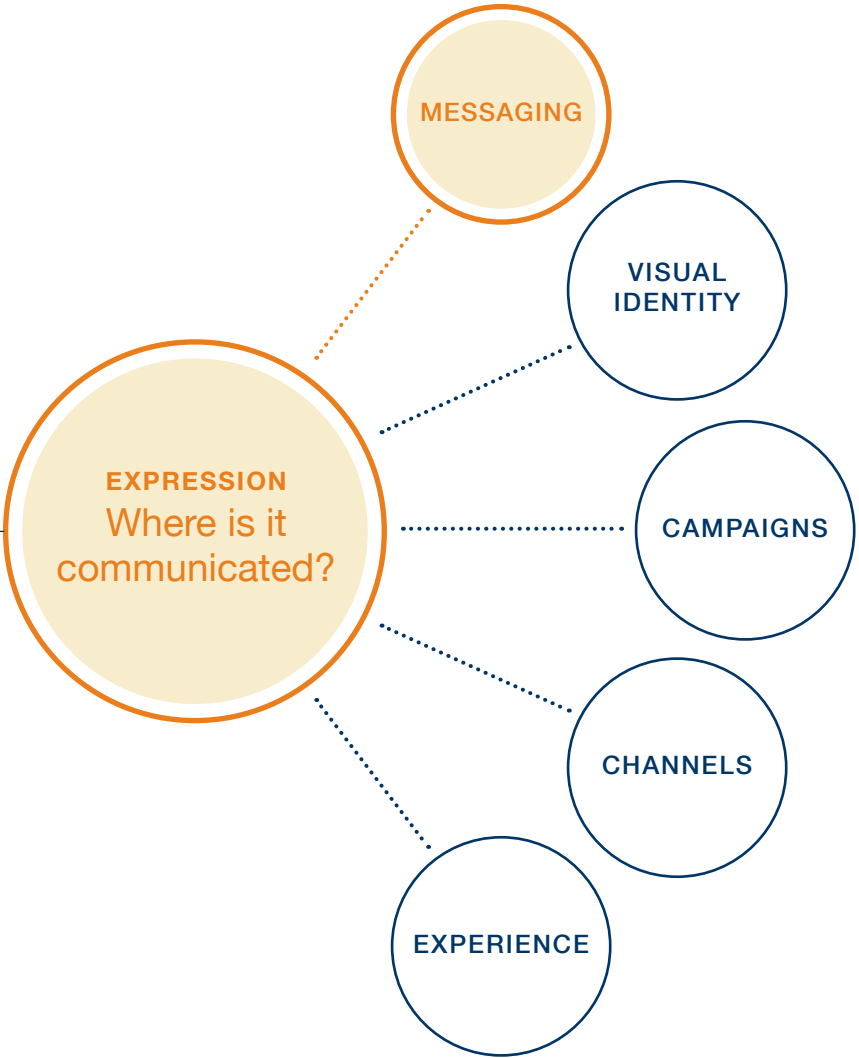 MESSAGING
VISUAL
IDENTITY
EXPRESSION
Where is it
communicated?
CAMPAIGNS
CHANNELS
EXPERIENCE